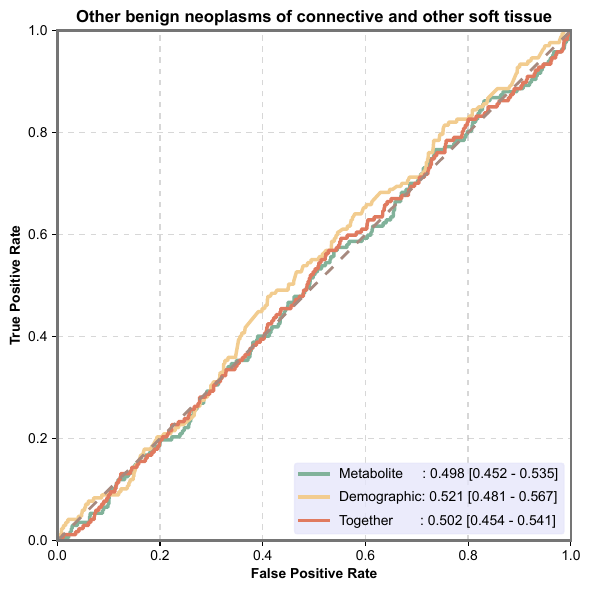 Other benign neoplasms of connective and other soft tissue
True Positive Rate
1.0
0.8
0.6
0.4
0.2
0.0
Metabolite : 0.498 [0.452 - 0.535]
Demographic: 0.521 [0.481 - 0.567]
Together : 0.502 [0.454 - 0.541]
0.0 0.2 0.4 0.6 0.8 1.0
False Positive Rate